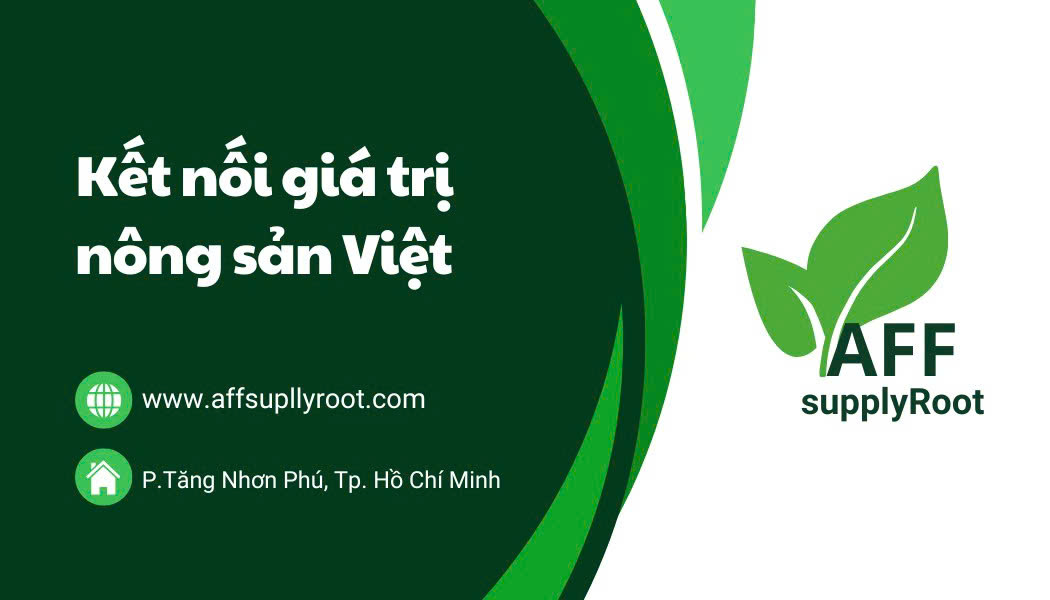 Kết nối giá trị
nông sản Việt
www.affsupllyroot.com
P.Tăng Nhơn Phú, Tp. Hồ Chí Minh
AFF
supplyRoot